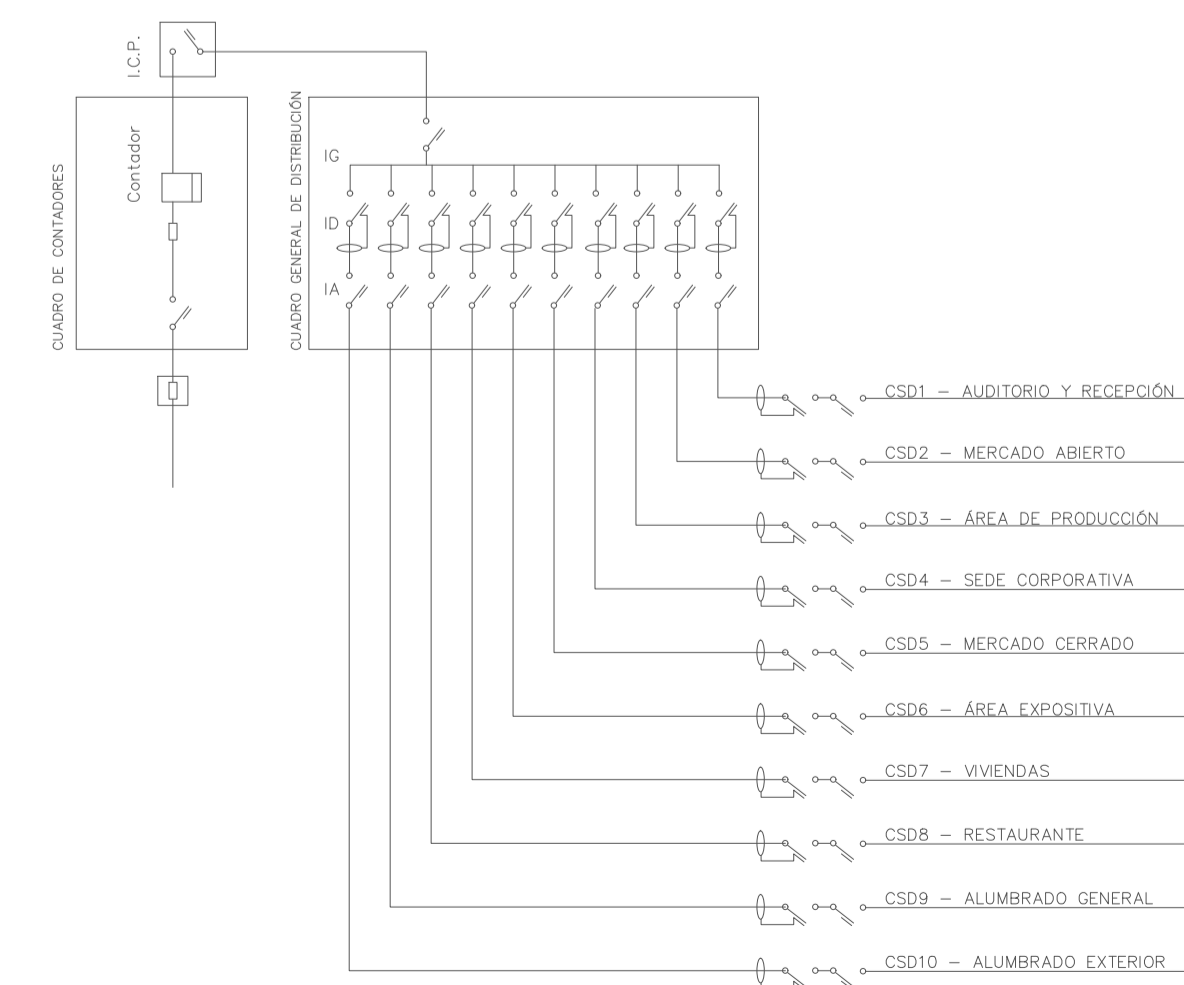 I.C.P.
CUADRO DE CONTADORES
Contador
CUADRO GENERAL DE DISTRIBUCIÓN
IG
ID
IA
CSD1 – AUDITORIO Y RECEPCIÓN
CSD2 – MERCADO ABIERTO
CSD3 – ÁREA DE PRODUCCIÓN
CSD4 – SEDE CORPORATIVA
CSD5 – MERCADO CERRADO
CSD6 – ÁREA EXPOSITIVA
CSD7 – VIVIENDAS
CSD8 – RESTAURANTE
CSD9 – ALUMBRADO GENERAL
CSD10 – ALUMBRADO EXTERIOR